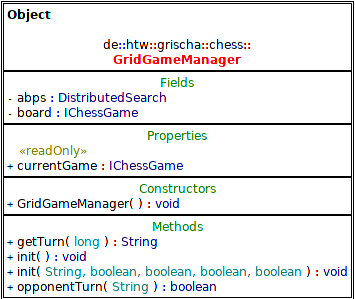 Object
de::htw::grischa::chess::
GridGameManager
Fields
- abps : DistributedSearch
- board : IChessGame
Properties
«readOnly»
+ currentGame : IChessGame
Constructors
+ GridGameManager( ) : void
Methods
+ getTurn( long ) : String
+ init( ) : void
+ init( String, boolean, boolean, boolean, boolean ) : void
+ opponentTurn( String ) : boolean